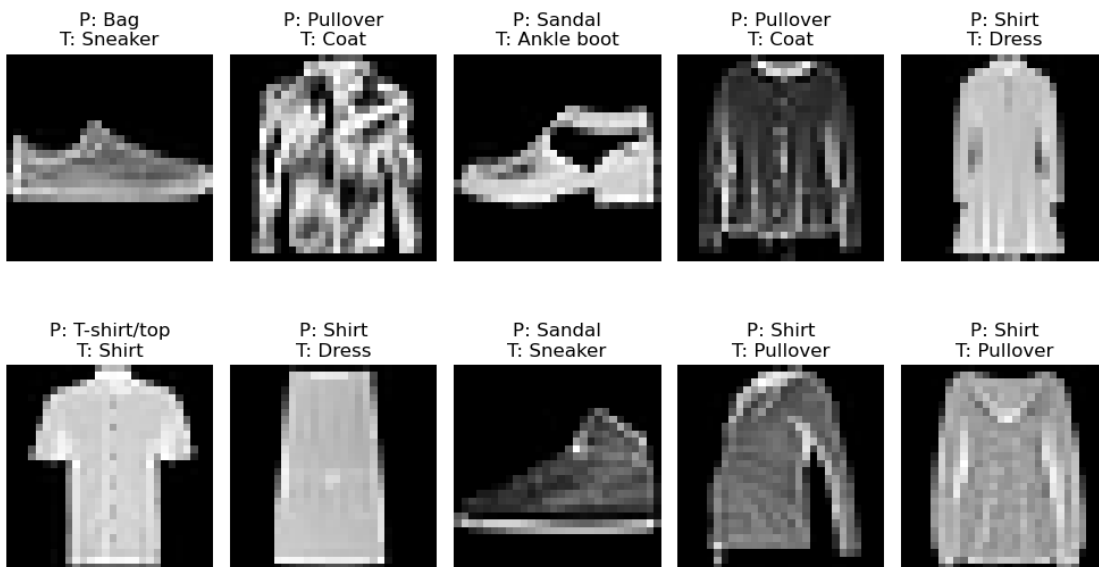 P: Bag
T: Sneaker
P: Pullover
T: Coat
P: Sandal
T: Ankle boot
P: Pullover
T: Coat
P: Shirt
T: Dress
P: T-shirt/top
T: Shirt
P: Shirt
T: Dress
P: Sandal
T: Sneaker
P: Shirt
T: Pullover
P: Shirt
T: Pullover